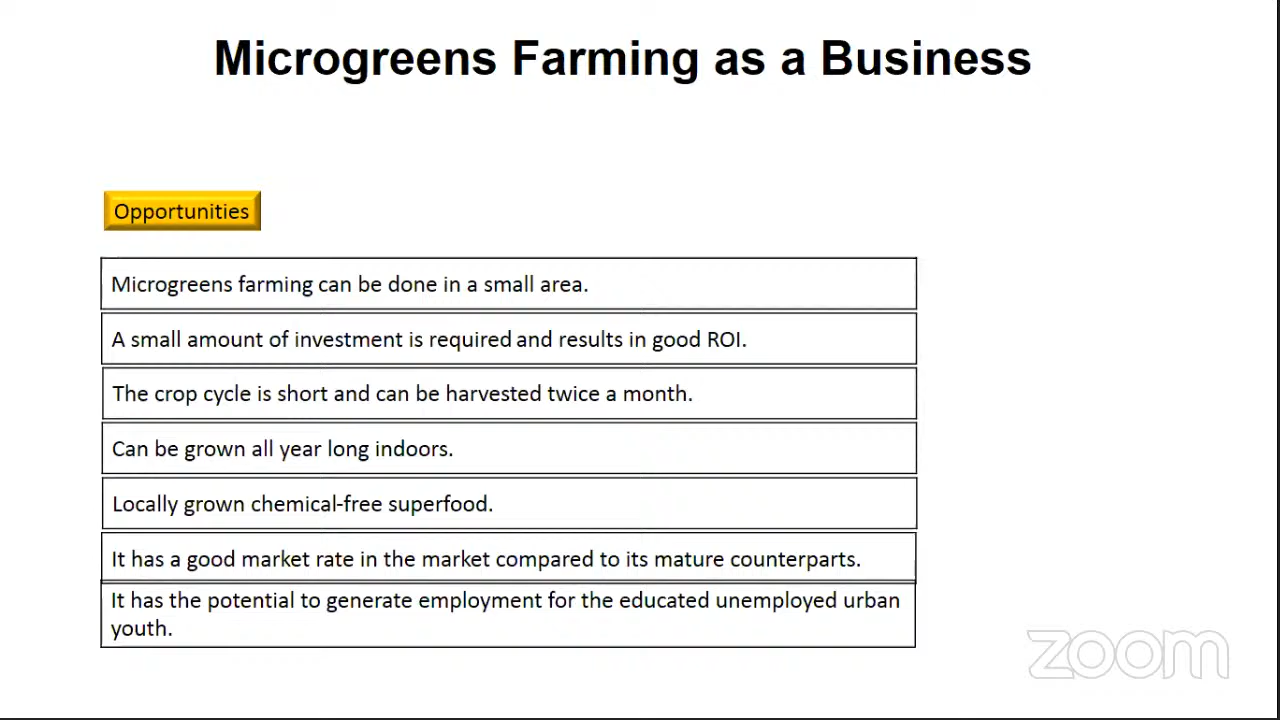 Microgreens Farming as a Business
Opportunities
Microgreens farming can be done in a small area.
A small amount of investment is required and results in good ROI.
The crop cycle is short and can be harvested twice a month.
Can be grown all year long indoors.
Locally grown chemical-free superfood.
It has a good market rate in the market compared to its mature counterparts.
It has the potential to generate employment for the educated unemployed urban
youth.
zoom